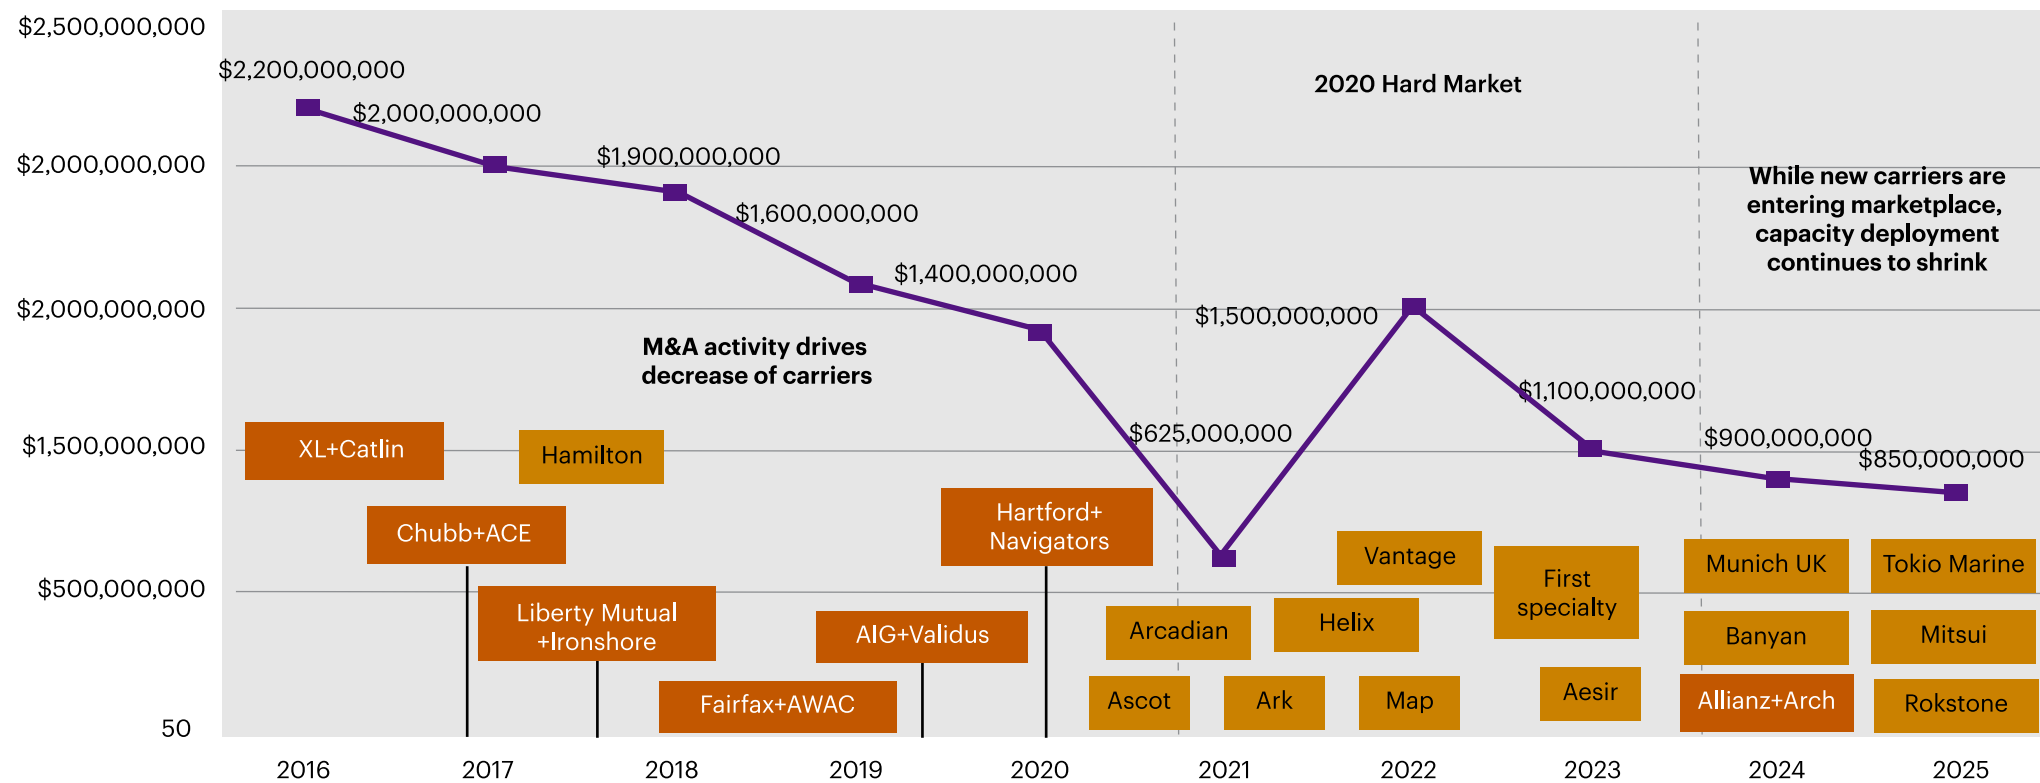 $2,500,000,000
$2,000,000,000
$2,000,000,000
$1,500,000,000
$500,000,000
50
$2,200,000,000
$2,000,000,000
$1,900,000,000
$1,600,000,000
$1,400,000,000
$625,000,000
$1,500,000,000
$1,100,000,000
$900,000,000
$850,000,000
2020 Hard Market
While new carriers are
entering marketplace,
capacity deployment
continues to shrink
M&A activity drives
decrease of carriers
XL+Catlin
Hamilton
Chubb+ACE
Liberty Mutual
+Ironshore
Fairfax+AWAC
AIG+Validus
Hartford+
Navigators
Arcadian
Ascot
Helix
Ark
Vantage
Map
First
specialty
Aesir
Munich UK
Banyan
Allianz+Arch
Tokio Marine
Mitsui
Rokstone
2016
2017
2018
2019
2020
2021
2022
2023
2024
2025